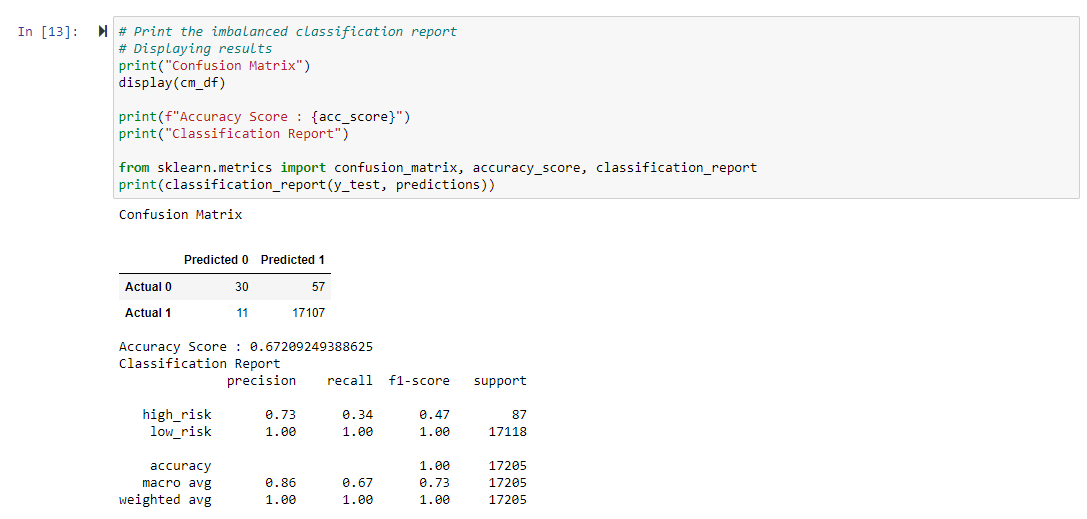 In [13]:
# Print the imbalanced classification report
# Displaying results
print("Confusion Matrix")
display(cm_df)
print(f"Accuracy Score : {acc_score}")
print("Classification Report")
from sklearn.metrics import confusion_matrix, accuracy_score, classification_report
print(classification_report(y_test, predictions))
Confusion Matrix
Predicted 0 Predicted 1
Actual 0 30 57
Actual 1 11 17107
Accuracy Score : 0.67209249388625
Classification Report
precision recall f1-score support
high_risk 0.73 0.34 0.47 87
low_risk 1.00 1.00 1.00 17118
accuracy 1.00 17205
macro avg 0.86 0.67 0.73 17205
weighted avg 1.00 1.00 1.00 17205